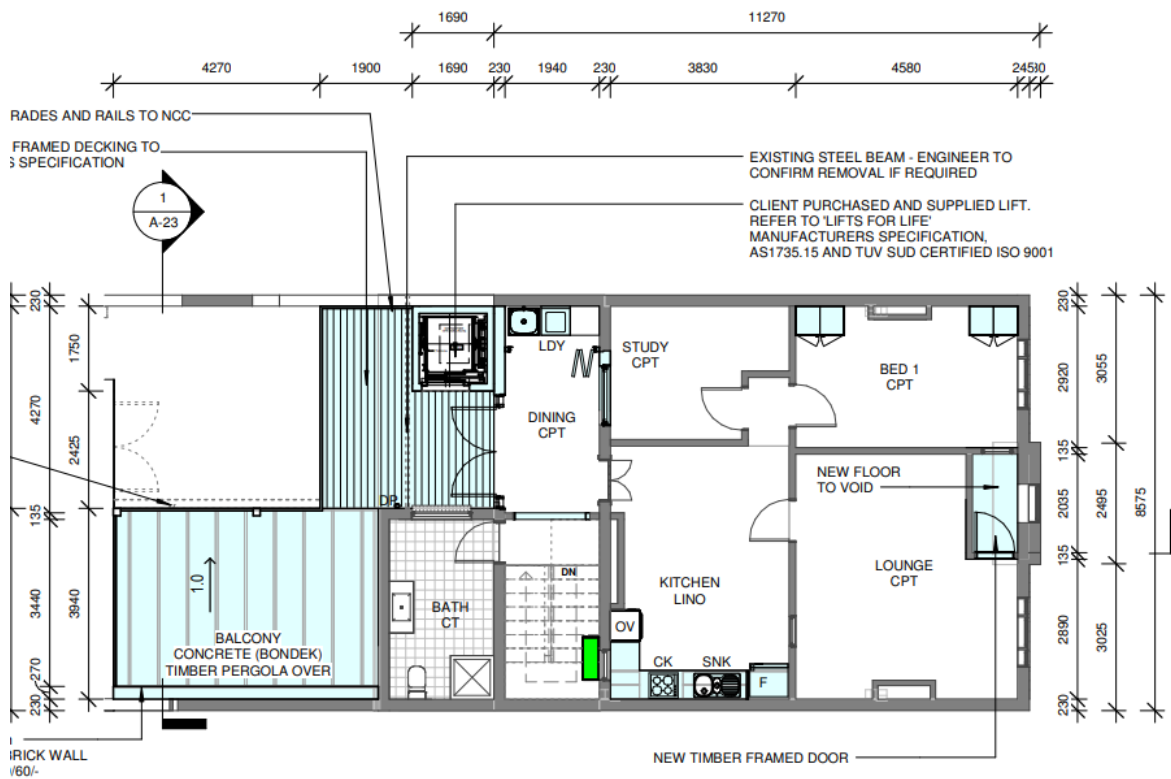 1690
11270
4270
1900
1690
230
1940
230
3830
4580
245
30
RADES AND RAILS TO NCC
FRAMED DECKING TO
S SPECIFICATION
1
A-23
EXISTING STEEL BEAM - ENGINEER TO
CONFIRM REMOVAL IF REQUIRED
CLIENT PURCHASED AND SUPPLIED LIFT.
REFER TO 'LIFTS FOR LIFE'
MANUFACTURERS SPECIFICATION,
AS1735.15 AND TUV SUD CERTIFIED ISO 9001
230
4270
135
3440
270
230
1750
2425
3940
LDY
STUDY
CPT
BED 1
CPT
DINING
CPT
DP
NEW FLOOR
TO VOID
LOUNGE
CPT
KITCHEN
LINO
DN
BATH
CT
OV
CK
SNK
F
1.0
BALCONY
CONCRETE (BONDEK)
TIMBER PERGOLA OVER
230
2920
135
2035
135
2890
230
3055
2495
3025
8575
BRICK WALL
/60/-
NEW TIMBER FRAMED DOOR